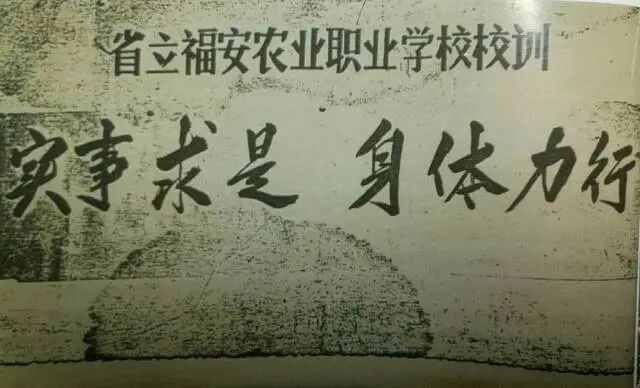 省立福安农业职业学校校训
实事求是 身体力行